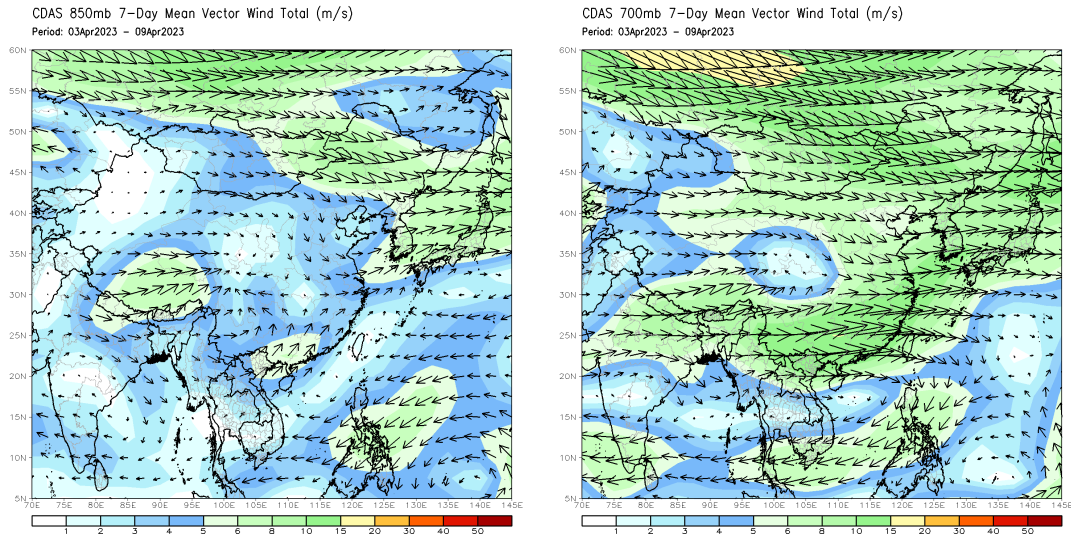 CDAS 850mb 7-Day Mean Vector Wind Total (m/s)
Period: 03Apr2023 - 09Apr2023
60N
55N
50N
45N
40N
35N
30N
25N
20N
15N
10N
5N
70E 75E 80E 85E 90E 95E 100E 105E 110E 115E 120E 125E 130E 135E 140E 145E
1 2 3 4 5 6 8 10 15 20 30 40 50
CDAS 700mb 7-Day Mean Vector Wind Total (m/s)
Period: 03Apr2023 - 09Apr2023
60N
55N
50N
45N
40N
35N
30N
25N
20N
15N
10N
5N
70E 75E 80E 85E 90E 95E 100E 105E 110E 115E 120E 125E 130E 135E 140E 145E
1 2 3 4 5 6 8 10 15 20 30 40 50